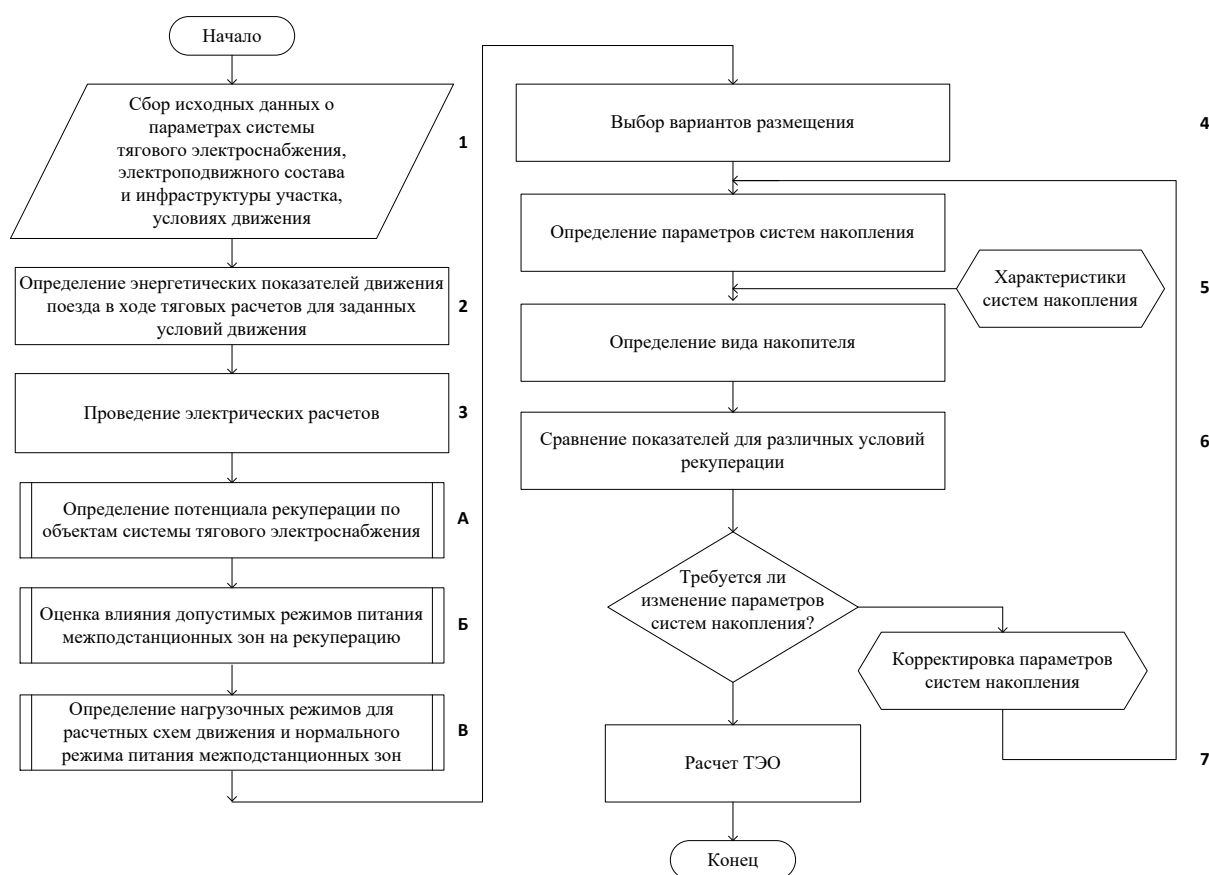 Начало
Сбор исходных данных о
параметрах системы
тягового электроснабжения,
электроподвижного состава
и инфраструктуры участка,
условиях движения
1
Определение энергетических показателей движения
поезда в ходе тяговых расчетов для заданных
условий движения
2
Проведение электрических расчетов
3
Определение потенциала рекуперации по
объектам системы тягового электроснабжения
А
Оценка влияния допустимых режимов питания
межподстанционных зон на рекуперацию
Б
Определение нагрузочных режимов для
расчетных схем движения и нормального
режима питания межподстанционных зон
В
Выбор вариантов размещения
4
Определение параметров систем накопления
Характеристики
систем накопления
5
Определение вида накопителя
Сравнение показателей для различных условий
рекуперации
6
Требуется ли
изменение параметров
систем накопления?
Корректировка параметров
систем накопления
Расчет ТЭО
7
Конец